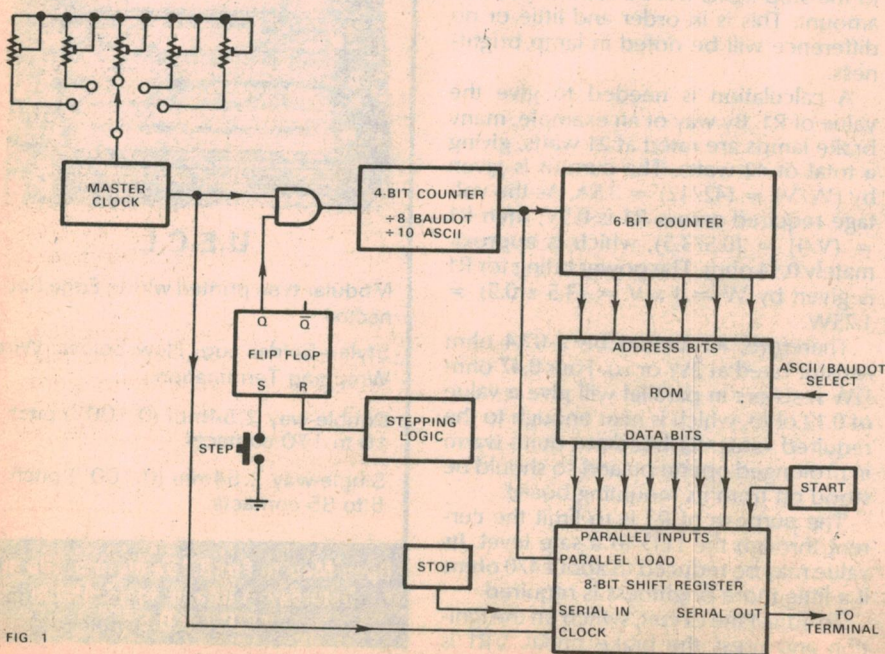 MASTER
CLOCK
4-BIT COUNTER
÷8 BAUDOT
÷10 ASCII
6-BIT COUNTER
Q Q̅
FLIP FLOP
S R
STEP
STEPPING
LOGIC
ADDRESS BITS
ROM
DATA BITS
ASCII/BAUDOT
SELECT
START
STOP
PARALLEL INPUTS
LOAD
8-BIT SHIFT REGISTER
SERIAL IN SERIAL OUT
CLOCK
TO
TERMINAL
FIG. 1